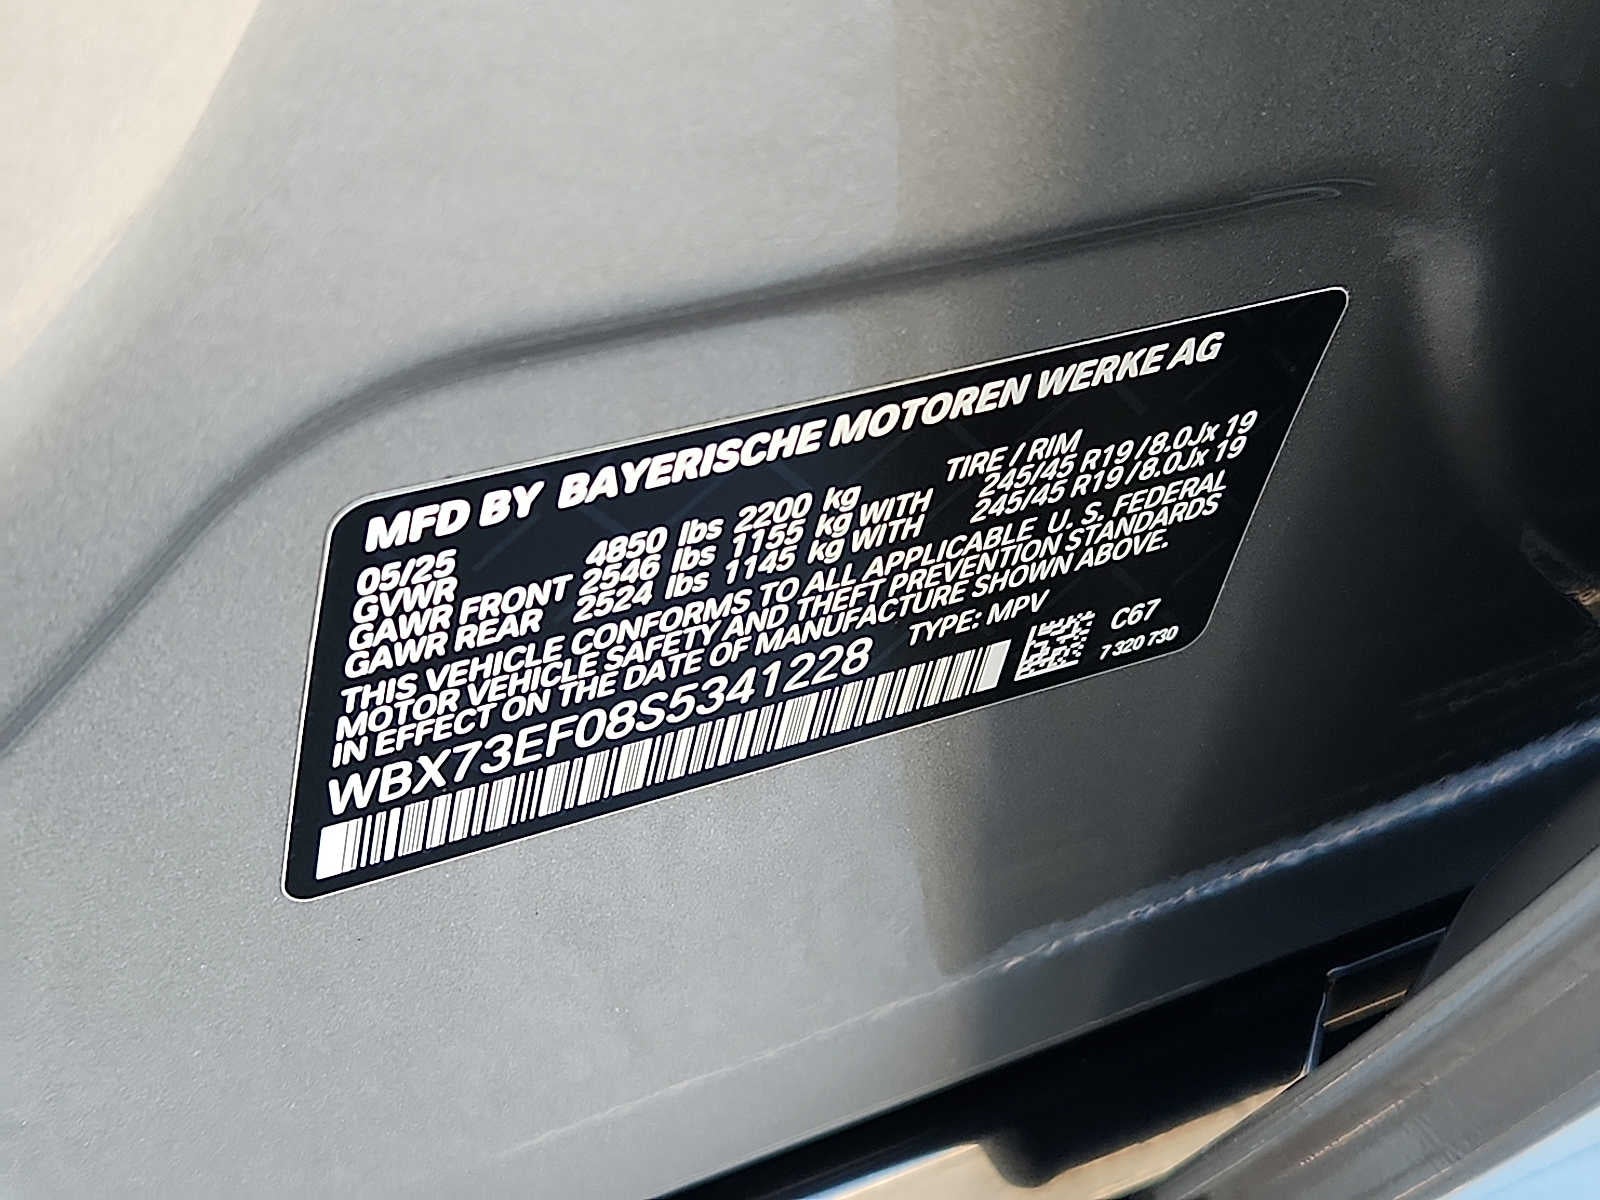 MFD BY BAYERISCHE MOTOREN WERKE AG
05/25 TIRE / RIM
GVWR 4850 lbs 2200 kg
GAWR FRONT 2546 lbs 1155 kg WITH 245/45 R19 / 8.0Jx 19
GAWR REAR 2524 lbs 1145 kg WITH 245/45 R19 / 8.0Jx 19
THIS VEHICLE CONFORMS TO ALL APPLICABLE U. S. FEDERAL
MOTOR VEHICLE SAFETY AND THEFT PREVENTION STANDARDS
IN EFFECT ON THE DATE OF MANUFACTURE SHOWN ABOVE.
WBX73EF08S5341228 TYPE: MPV
C67
7 320 730